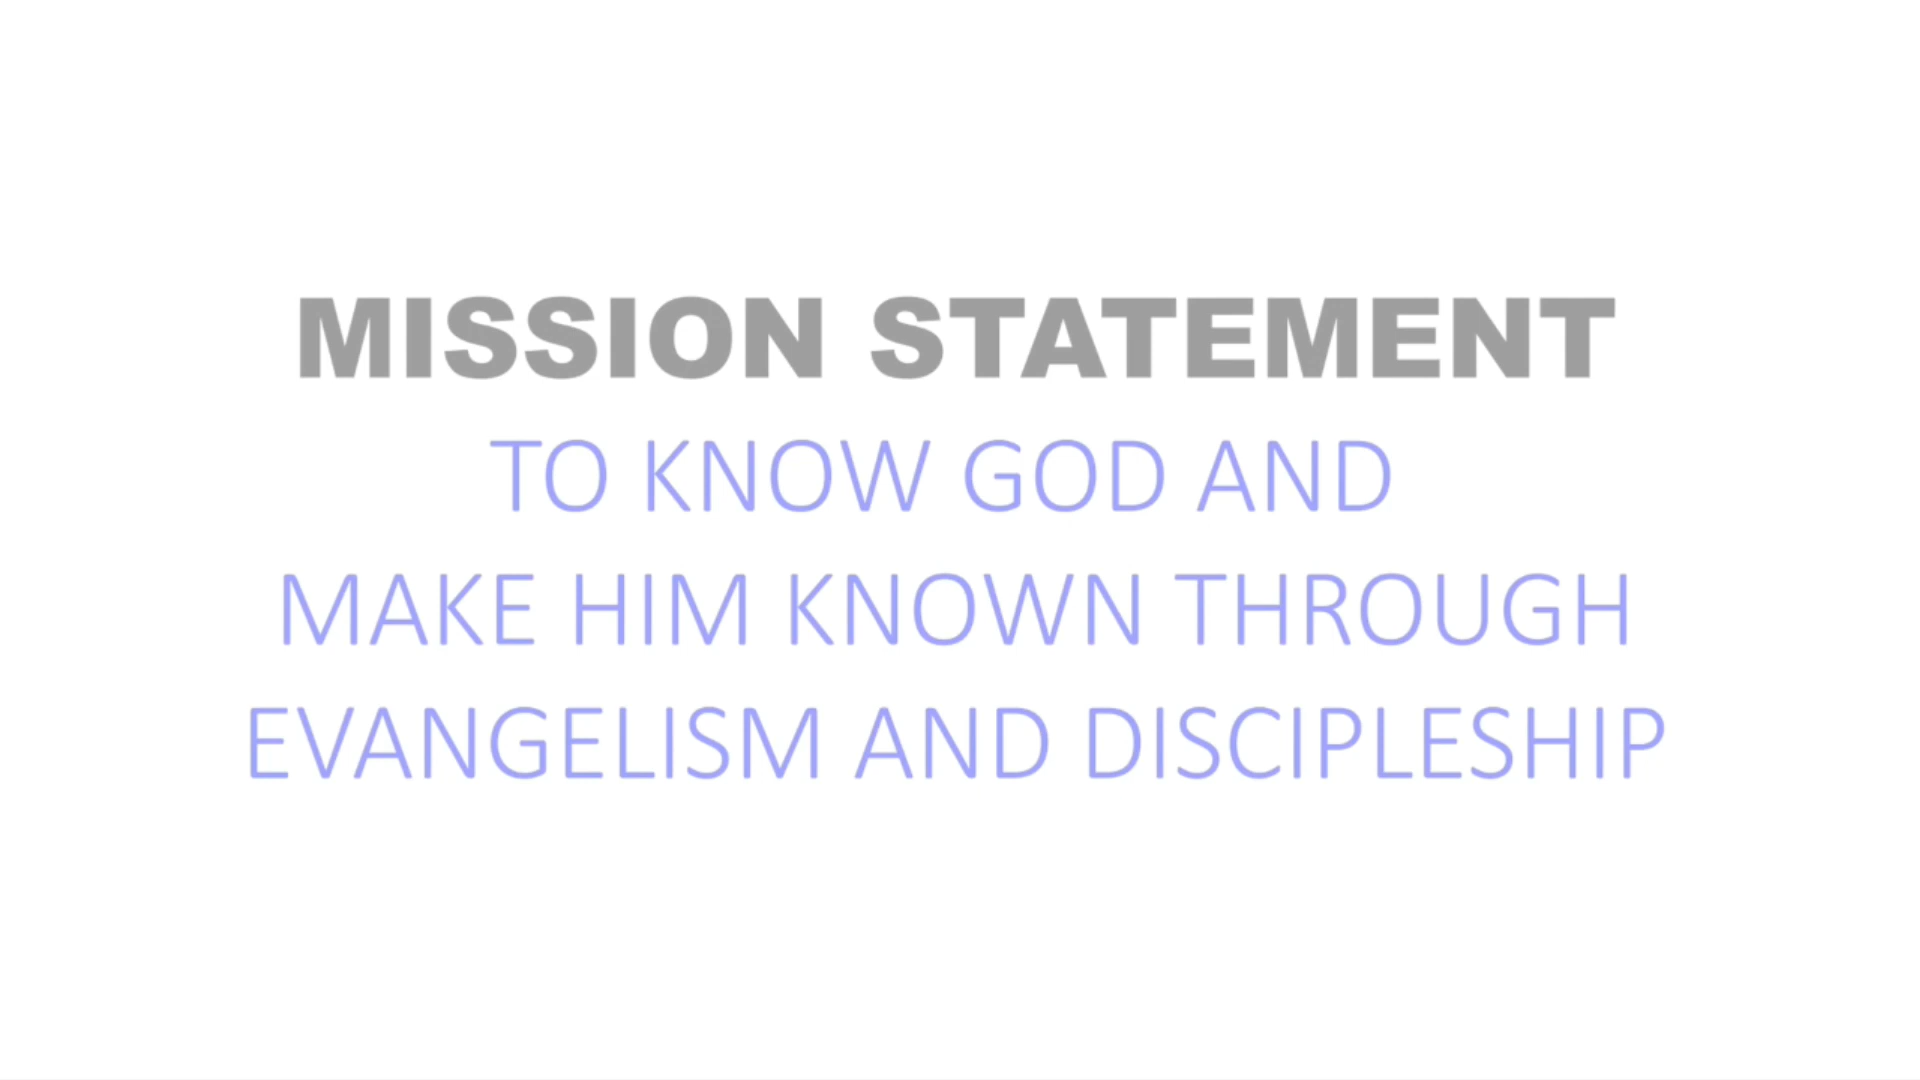 MISSION STATEMENT
TO KNOW GOD AND
MAKE HIM KNOWN THROUGH
EVANGELISM AND DISCIPLESHIP